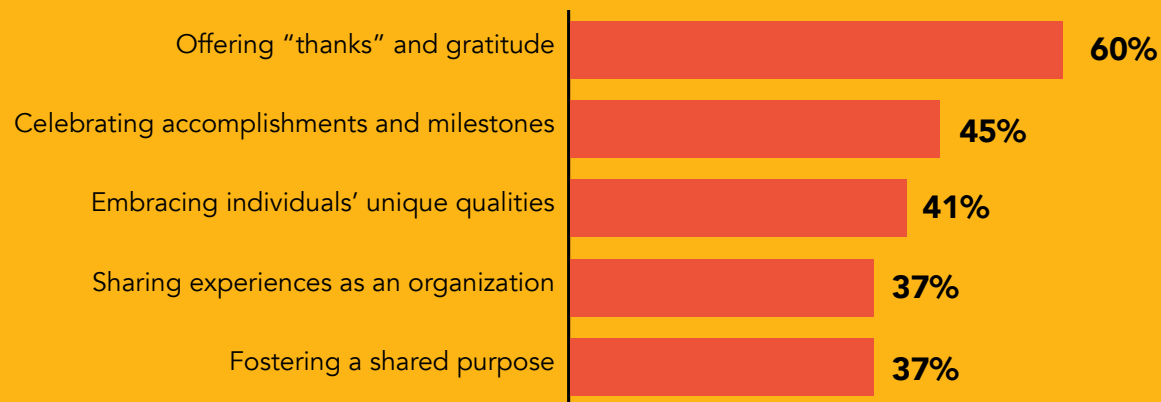 Offering “thanks” and gratitude 60%
Celebrating accomplishments and milestones 45%
Embracing individuals’ unique qualities 41%
Sharing experiences as an organization 37%
Fostering a shared purpose 37%